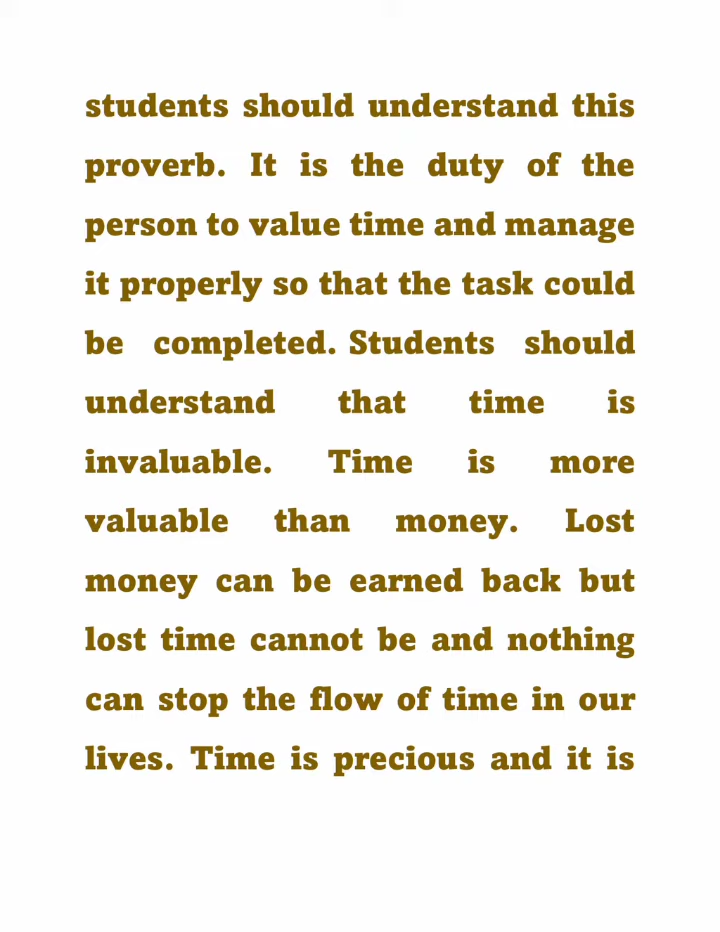 students should understand this
proverb. It is the duty of the
person to value time and manage
it properly so that the task could
be completed. Students should
understand that time is
invaluable. Time is more
valuable than money. Lost
money can be earned back but
lost time cannot be and nothing
can stop the flow of time in our
lives. Time is precious and it is